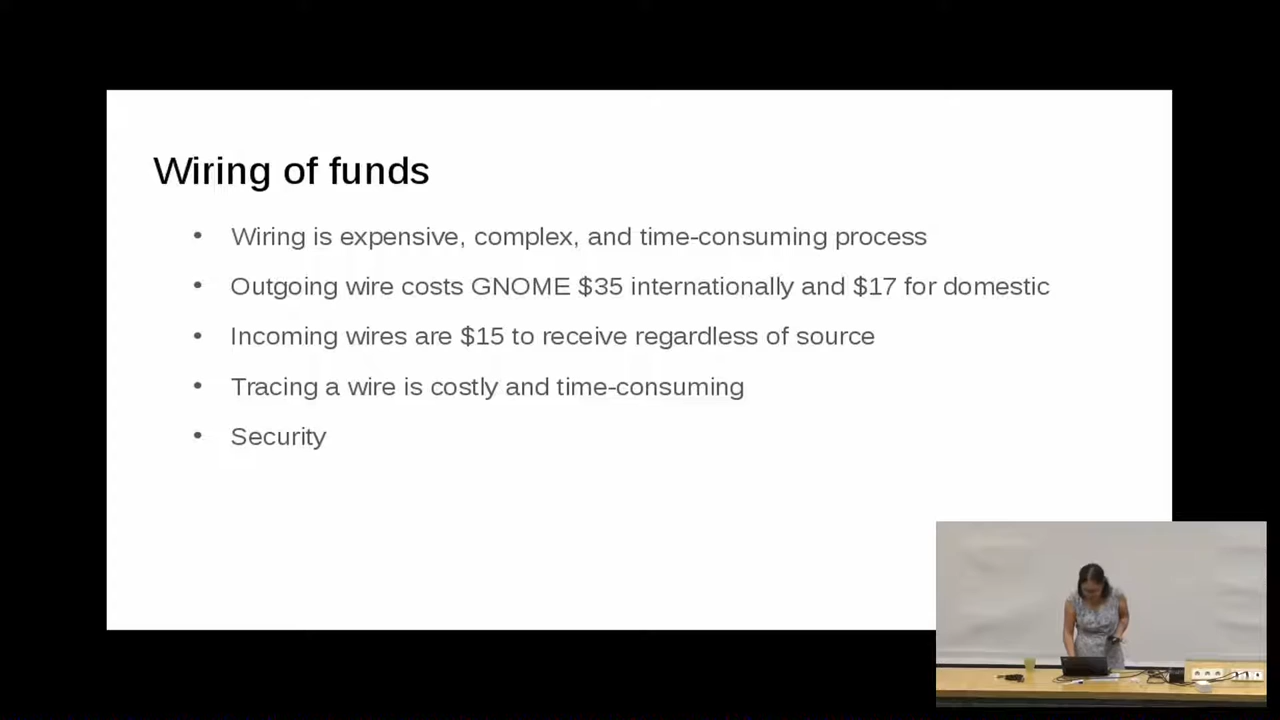 Wiring of funds
• Wiring is expensive, complex, and time-consuming process
• Outgoing wire costs GNOME $35 internationally and $17 for domestic
• Incoming wires are $15 to receive regardless of source
• Tracing a wire is costly and time-consuming
• Security